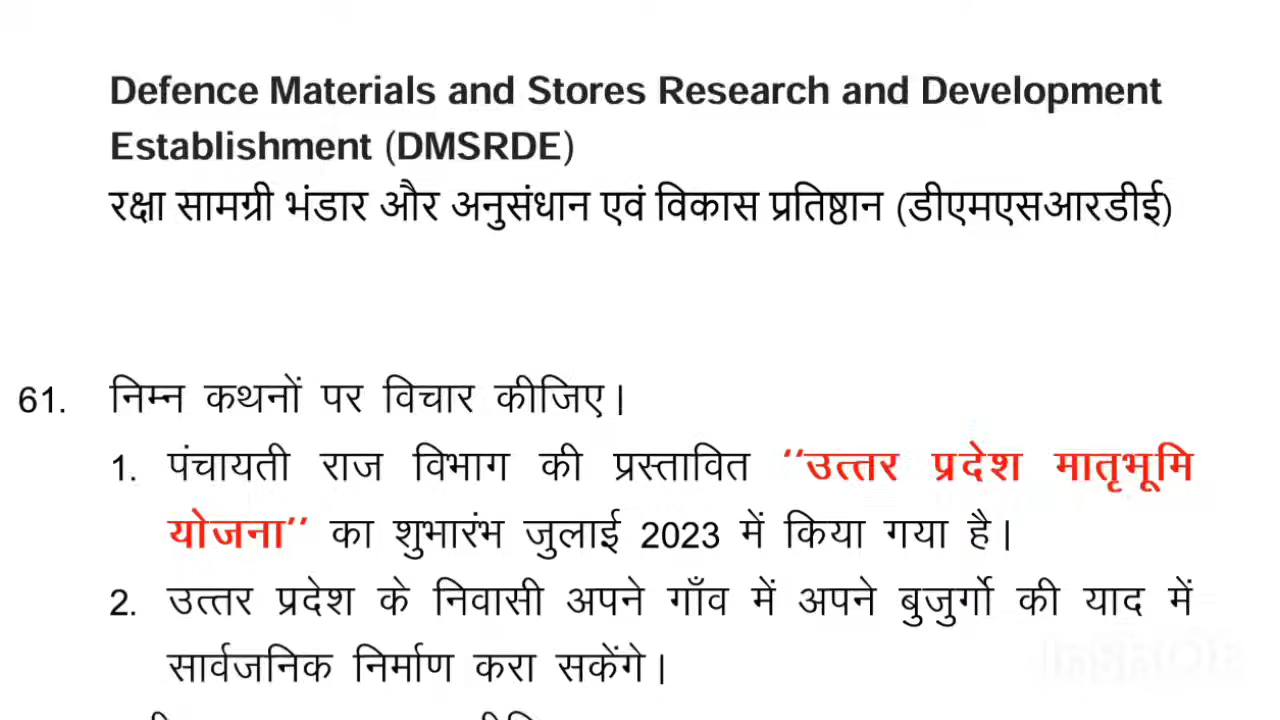 Defence Materials and Stores Research and Development
Establishment (DMSRDE)
रक्षा सामग्री भंडार और अनुसंधान एवं विकास प्रतिष्ठान (डीएमएसआरडीई)
61. निम्न कथनों पर विचार कीजिए।
1. पंचायती राज विभाग की प्रस्तावित ‘‘उत्तर प्रदेश मातृभूमि
योजना’’ का शुभारंभ जुलाई 2023 में किया गया है।
2. उत्तर प्रदेश के निवासी अपने गाँव में अपने बुजुर्गो की याद में
सार्वजनिक निर्माण करा सकेंगे।